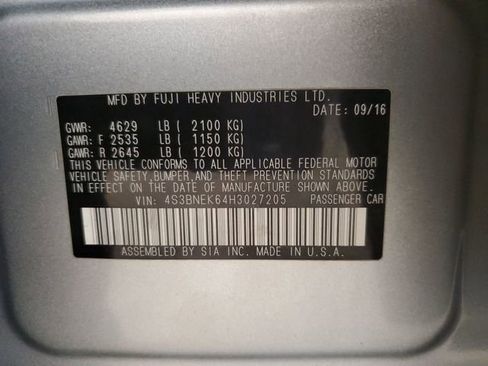 MFD BY FUJI HEAVY INDUSTRIES LTD.
DATE: 09/16
GVWR: 4629 LB ( 2100 KG)
GAWR: F 2535 LB ( 1150 KG)
GAWR: R 2645 LB ( 1200 KG)
THIS VEHICLE CONFORMS TO ALL APPLICABLE FEDERAL MOTOR
VEHICLE SAFETY,BUMPER,AND THEFT PREVENTION STANDARDS
IN EFFECT ON THE DATE OF MANUFACTURE SHOWN ABOVE.
VIN: 4S3BNEK64H3027205 PASSENGER CAR
ASSEMBLED BY SIA INC. MADE IN U.S.A.